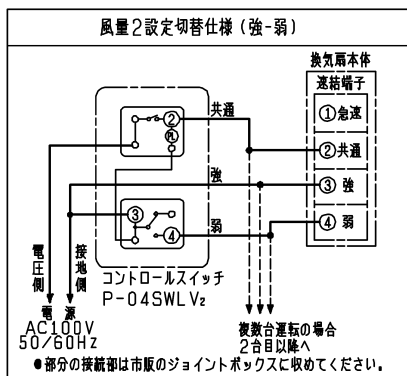 風量2設定切替仕様(強-弱)
換気扇本体
速結端子
①急速
②共通
③ 強
④ 弱
共通
②
PL
強
③
④
弱
電圧側
接地側
電源
AC100V
50/60Hz
コントロールスイッチ
P-04SWLV₂
複数台運転の場合
2台目以降へ
●部分の接続部は市販のジョイントボックスに収めてください。